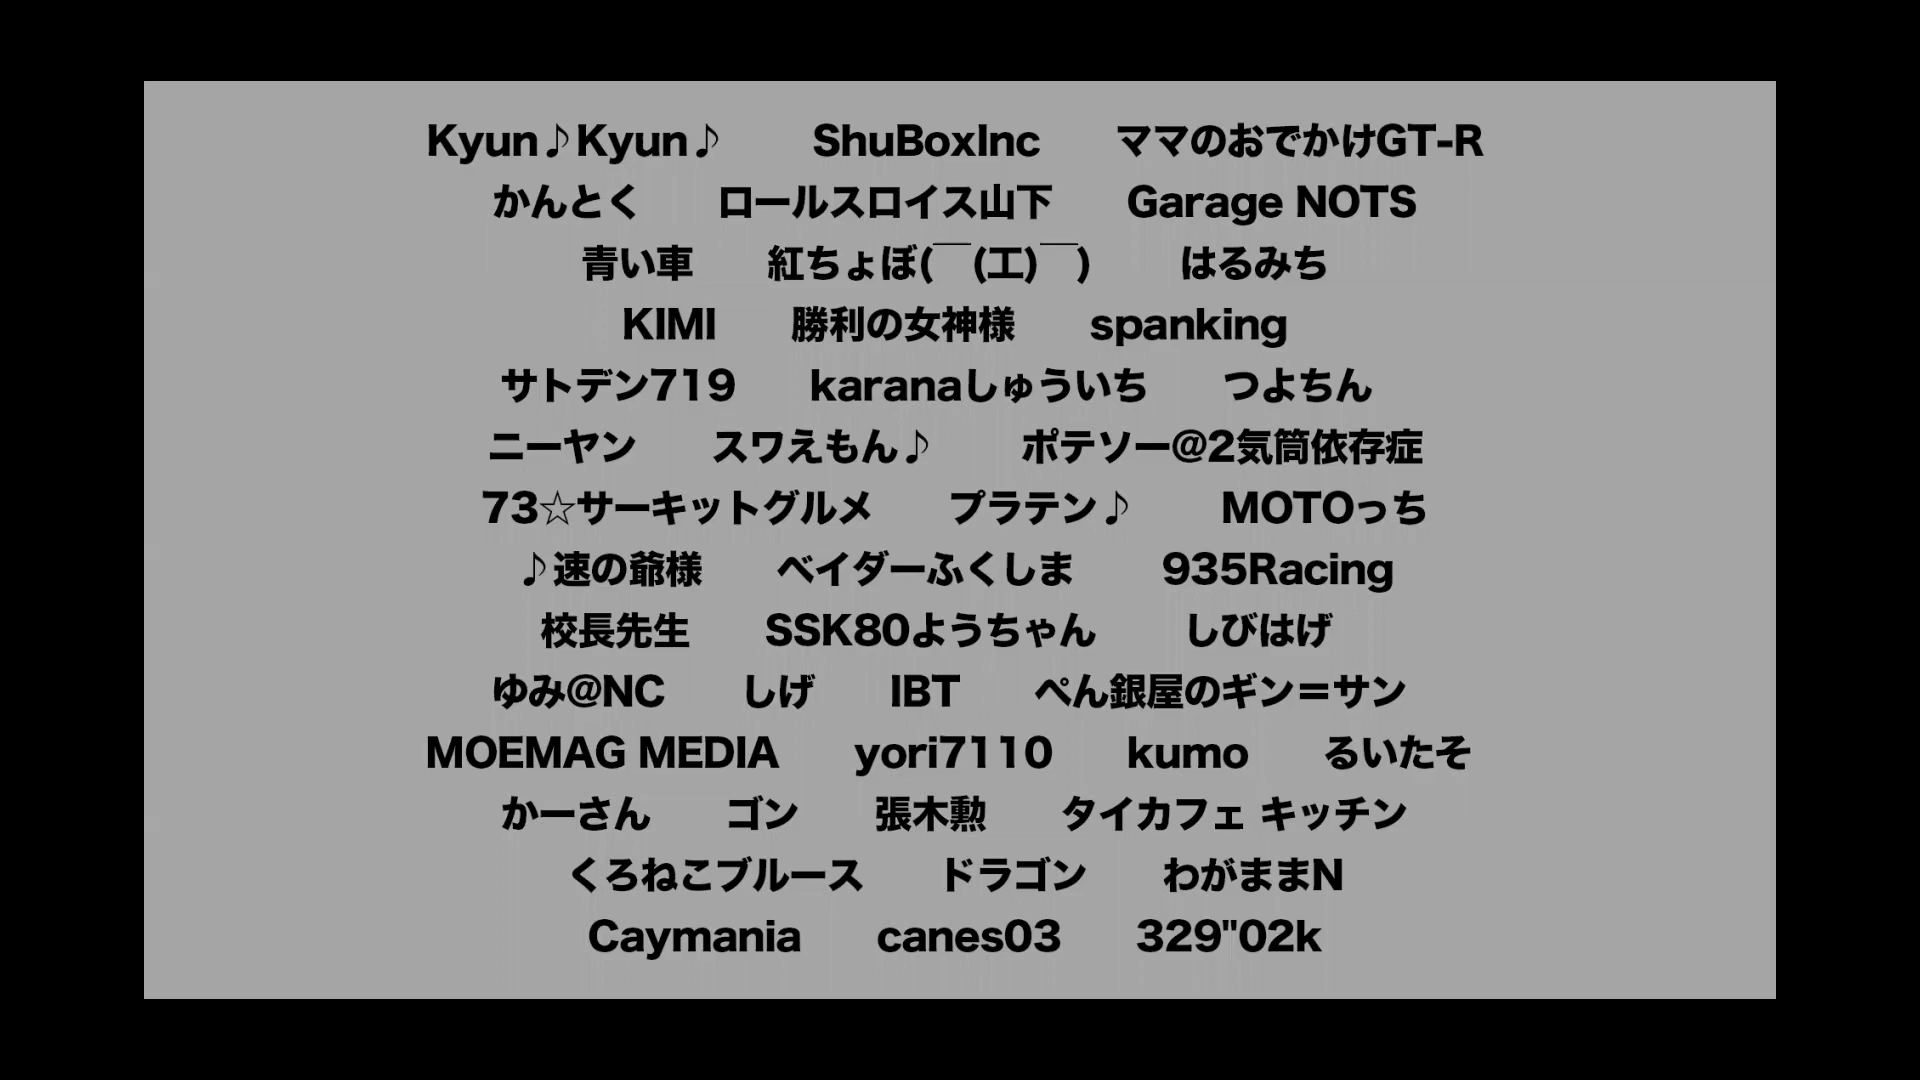 Kyun♪Kyun♪ ShuBoxInc ママのおでかけGT-R
かんとく ロールスロイス山下 Garage NOTS
青い車 紅ちょぼ(￣(工)￣) はるみち
KIMI 勝利の女神様 spanking
サトデン719 karanaしゅういち つよちん
ニーヤン スワえもん♪ ポテソー@2気筒依存症
73☆サーキットグルメ プラテン♪ MOTOっち
♪速の爺様 ベイダーふくしま 935Racing
校長先生 SSK80ようちゃん しびはげ
ゆみ@NC しげ IBT ぺん銀屋のギン＝サン
MOEMAG MEDIA yori7110 kumo るいたそ
かーさん ゴン 張木勲 タイカフェ キッチン
くろねこブルース ドラゴン わがままN
Caymania canes03 329"02k